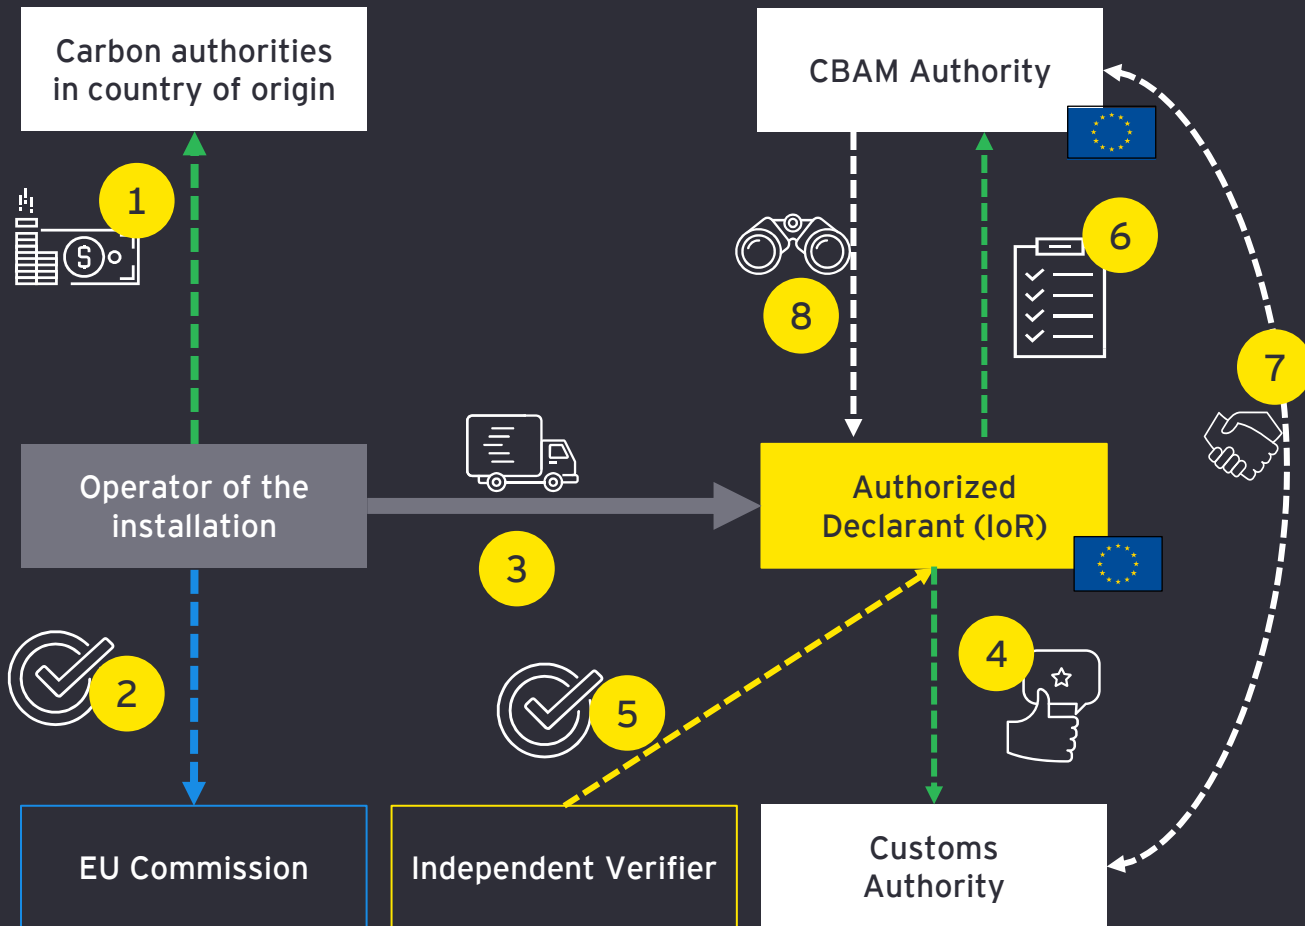 Carbon authorities
in country of origin
CBAM Authority
1
$
6
8
7
Operator of the
installation
Authorized
Declarant (IoR)
3
4
2
5
EU Commission
Independent Verifier
Customs
Authority